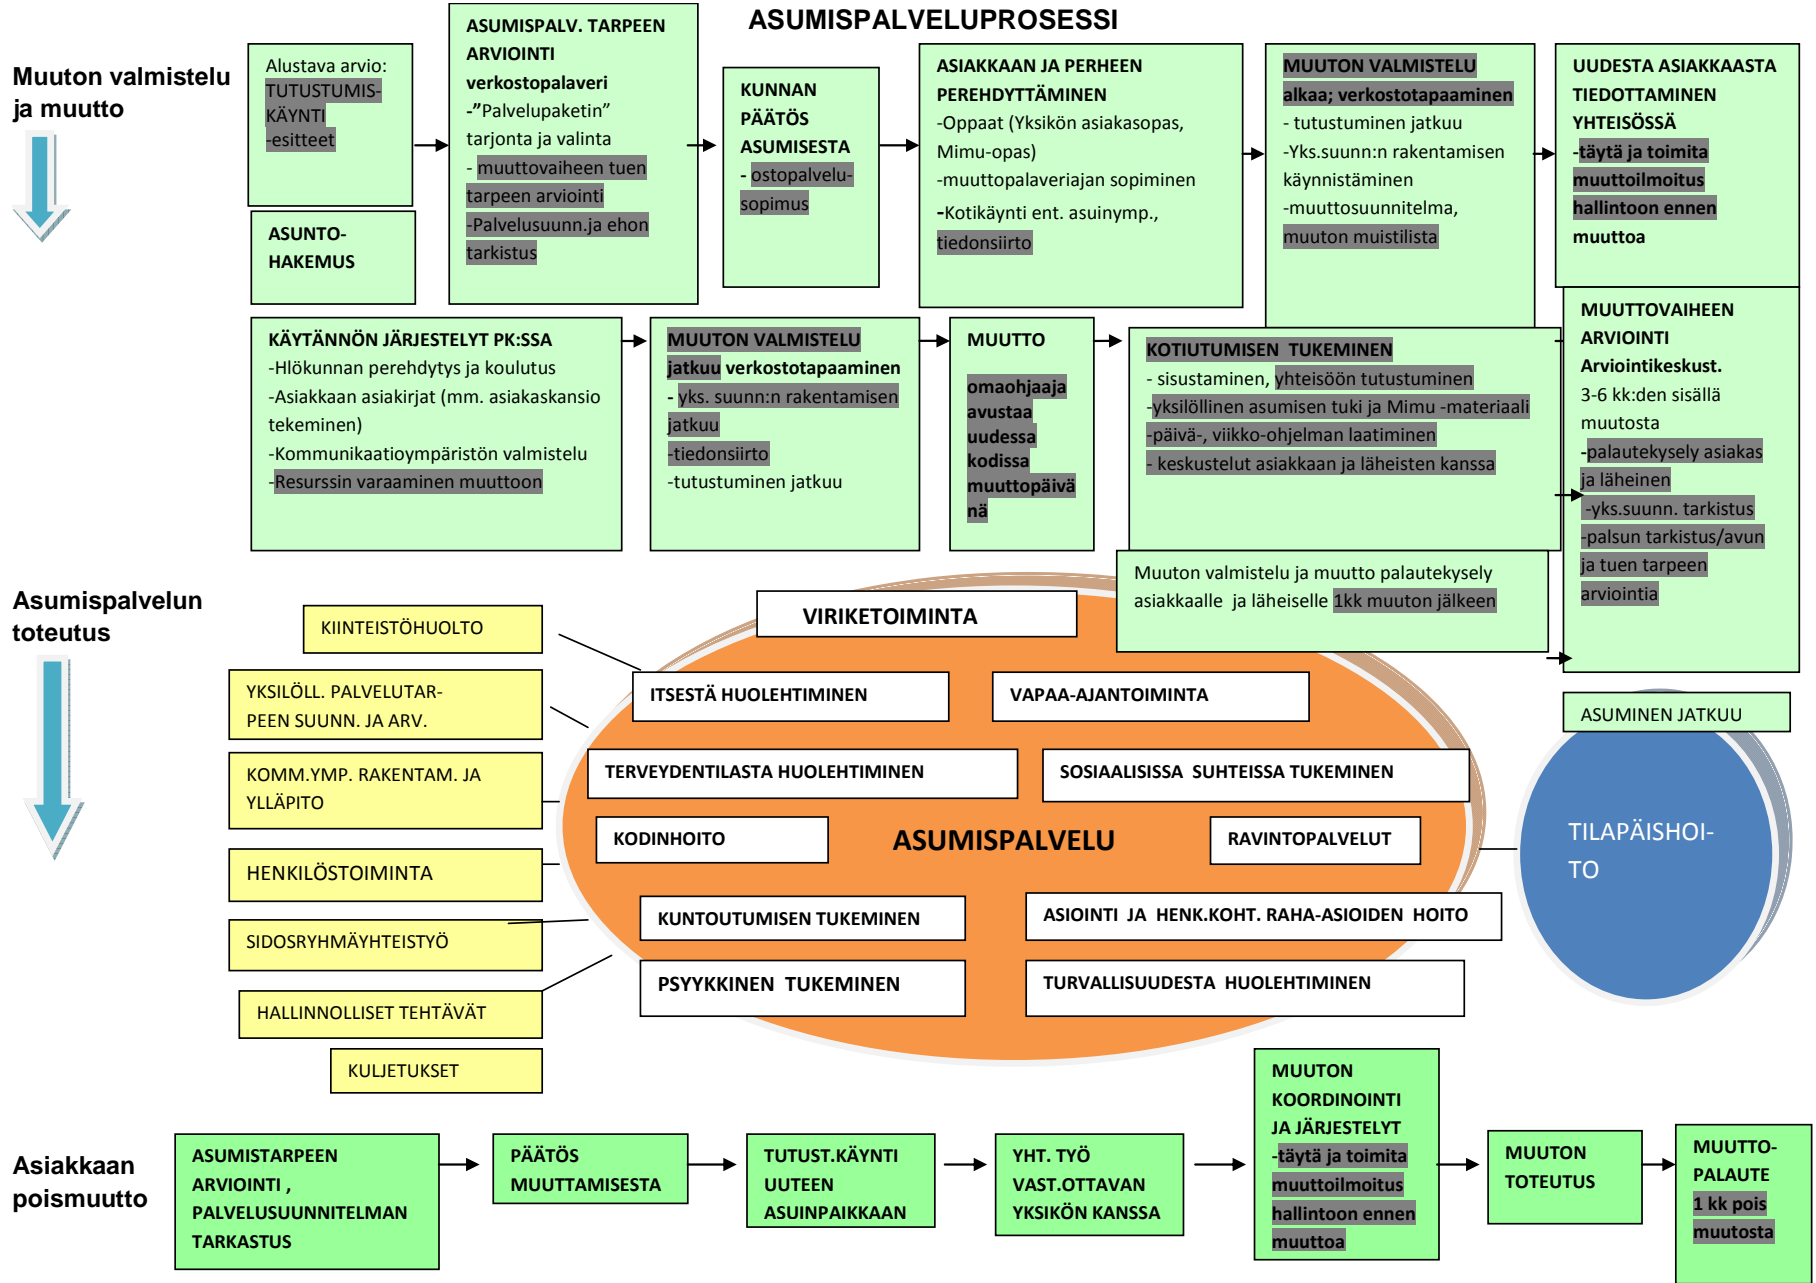 ASUMISPALVELUPROSESSI
Muuton valmistelu
ja muutto
Alustava arvio:
TUTUSTUMIS-
KÄYNTI
-esitteet
ASUNTO-
HAKEMUS
ASUMISPALV. TARPEEN
ARVIOINTI
verkostopalaveri
-"Palvelupaketin"
tarjonta ja valinta
- muuttovaiheen tuen
tarpeen arviointi
-Palvelusuunn.ja ehon
tarkistus
KUNNAN
PÄÄTÖS
ASUMISESTA
- ostopalvelu-
sopimus
ASIAKKAAN JA PERHEEN
PEREHDYTTÄMINEN
-Oppaat (Yksikön asiakasopas,
Mimu-opas)
-muuttopalaveriajan sopiminen
-Kotikäynti ent. asuinymp.,
tiedonsiirto
MUUTON VALMISTELU
alkaa; verkostotapaaminen
- tutustuminen jatkuu
-Yks.suunn:n rakentamisen
käynnistäminen
-muuttosuunnitelma,
muuton muistilista
UUDESTA ASIAKKAASTA
TIEDOTTAMINEN
YHTEISÖSSÄ
-täytä ja toimita
muuttoilmoitus
hallintoon ennen
muuttoa
KÄYTÄNNÖN JÄRJESTELYT PK:SSA
-Hlökunnan perehdytys ja koulutus
-Asiakkaan asiakirjat (mm. asiakaskansio
tekeminen)
-Kommunikaatioympäristön valmistelu
-Resurssin varaaminen muuttoon
MUUTON VALMISTELU
jatkuu verkostotapaaminen
- yks. suunn:n rakentamisen
jatkuu
-tiedonsiirto
-tutustuminen jatkuu
MUUTTO
omaohjaaja
avustaa
uudessa
kodissa
muuttopäivä
nä
KOTIUTUMISEN TUKEMINEN
- sisustaminen, yhteisöön tutustuminen
-yksilöllinen asumisen tuki ja Mimu -materiaali
-päivä-, viikko-ohjelman laatiminen
- keskustelut asiakkaan ja läheisten kanssa
MUUTTOVAIHEEN
ARVIOINTI
Arviointikeskust.
3-6 kk:den sisällä
muutosta
-palautekysely asiakas
ja läheinen
-yks.suunn. tarkistus
-palsun tarkistus/avun
ja tuen tarpeen
arviointia
Muuton valmistelu ja muutto palautekysely
asiakkaalle ja läheiselle 1kk muuton jälkeen
Asumispalvelun
toteutus
KIINTEISTÖHUOLTO
YKSILÖLL. PALVELUTAR-
PEEN SUUNN. JA ARV.
KOMM.YMP. RAKENTAM. JA
YLLÄPITO
HENKILÖSTOIMINTA
SIDOSRYHMÄYHTEISTYÖ
HALLINNOLLISET TEHTÄVÄT
KULJETUKSET
VIRIKETOIMINTA
ITSESTÄ HUOLEHTIMINEN
VAPAA-AJANTOIMINTA
TERVEYDENTILASTA HUOLEHTIMINEN
SOSIAALISISSA SUHTEISSA TUKEMINEN
KODINHOITO
ASUMISPALVELU
RAVINTOPALVELUT
KUNTOUTUMISEN TUKEMINEN
ASIOINTI JA HENK.KOHT. RAHA-ASIOIDEN HOITO
PSYYKKINEN TUKEMINEN
TURVALLISUUDESTA HUOLEHTIMINEN
ASUMINEN JATKUU
TILAPÄISHOI-
TO
Asiakkaan
poismuutto
ASUMISTARPEEN
ARVIOINTI ,
PALVELUSUUNNITELMAN
TARKASTUS
PÄÄTÖS
MUUTTAMISESTA
TUTUST.KÄYNTI
UUTEEN
ASUINPAIKKAAN
YHT. TYÖ
VAST.OTTAVAN
YKSIKÖN KANSSA
MUUTON
KOORDINOINTI
JA JÄRJESTELYT
-täytä ja toimita
muuttoilmoitus
hallintoon ennen
muuttoa
MUUTON
TOTEUTUS
MUUTTO-
PALAUTE
1 kk pois
muutosta